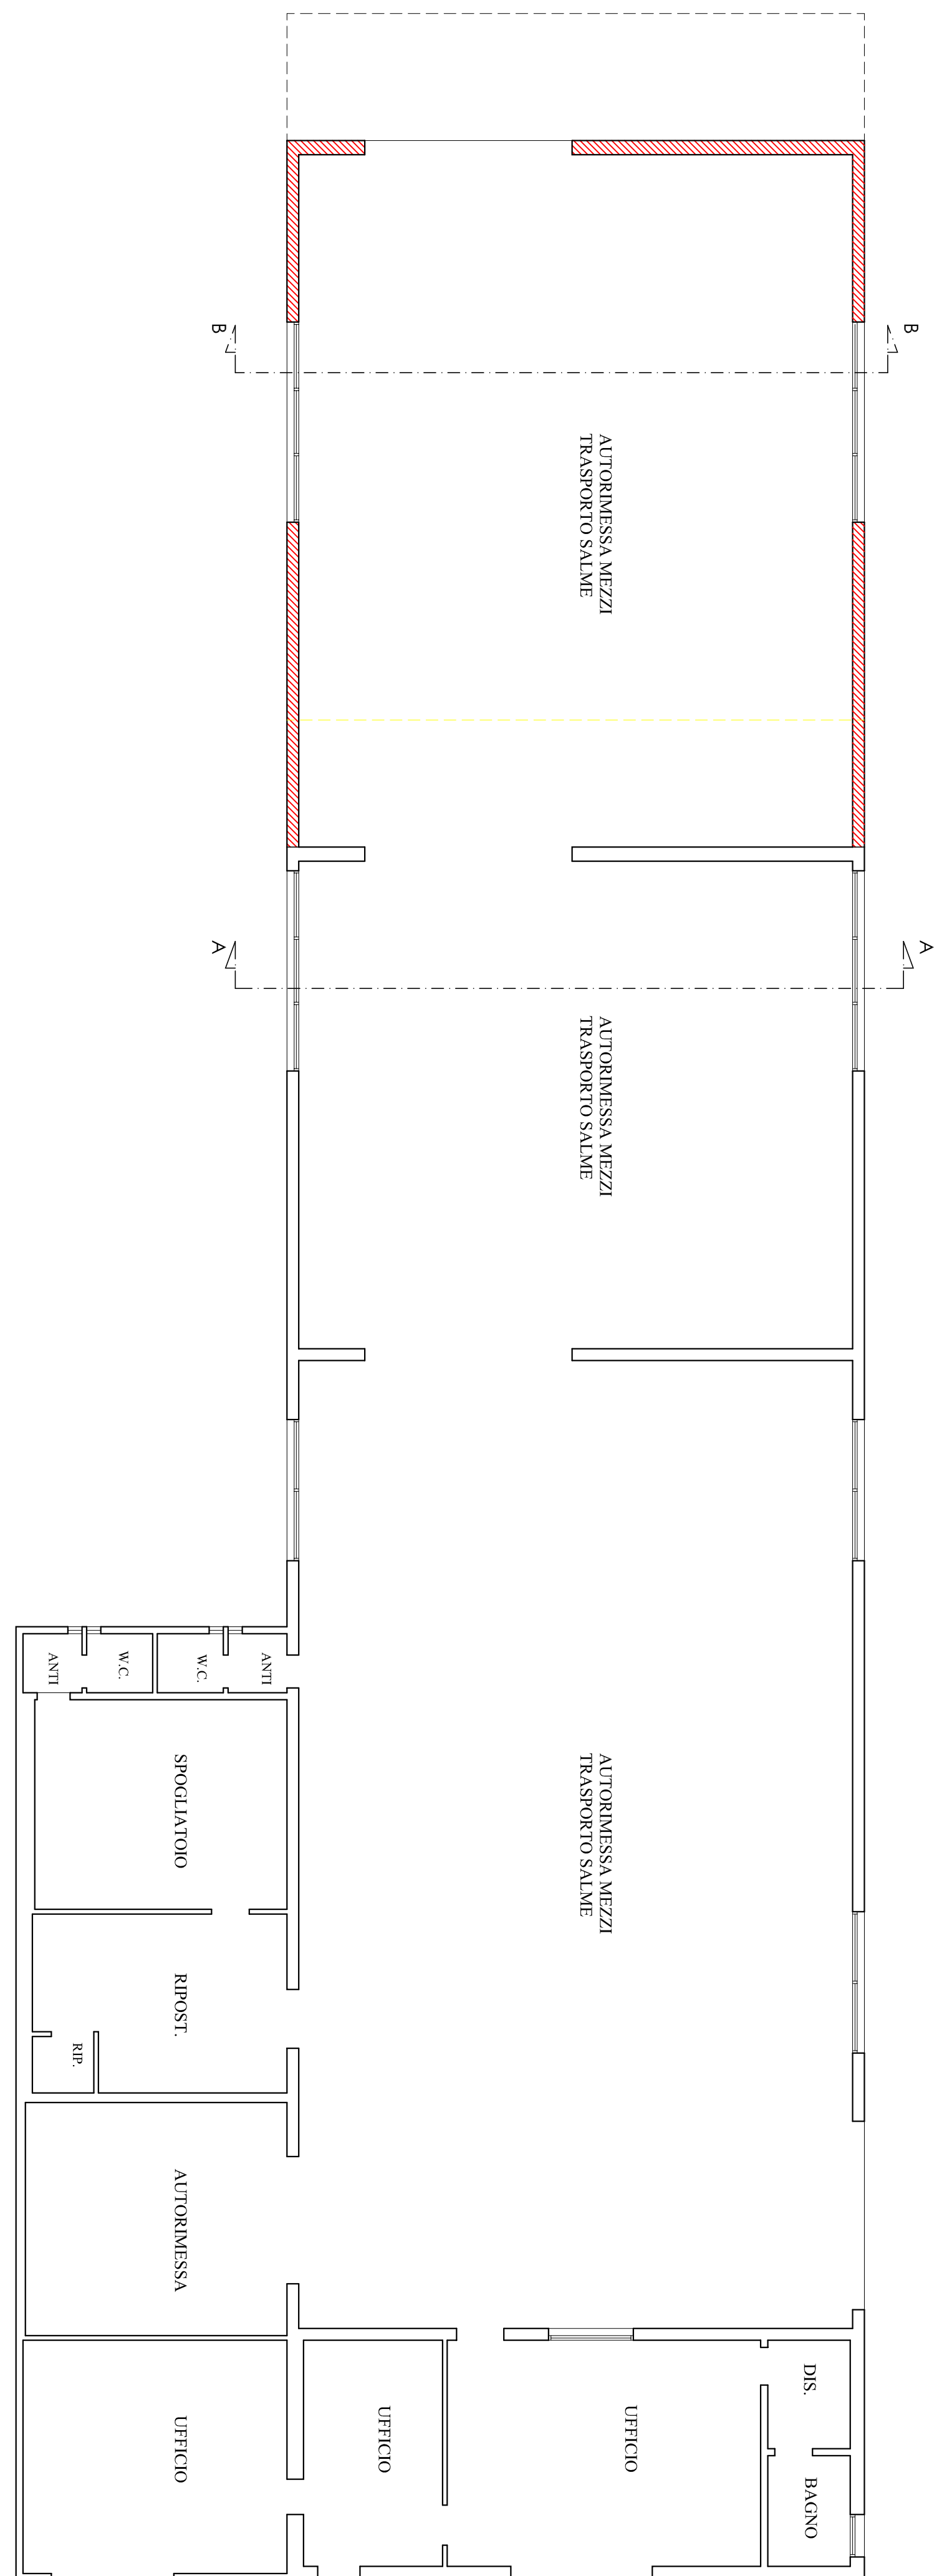 B
B
AUTORIMESSA MEZZI
TRASPORTO SALME
A
A
AUTORIMESSA MEZZI
TRASPORTO SALME
ANTI
W.C.
W.C.
ANTI
AUTORIMESSA MEZZI
TRASPORTO SALME
SPOGLIATOIO
RIPOST.
RIP.
AUTORIMESSA
UFFICIO
UFFICIO
UFFICIO
DIS.
BAGNO